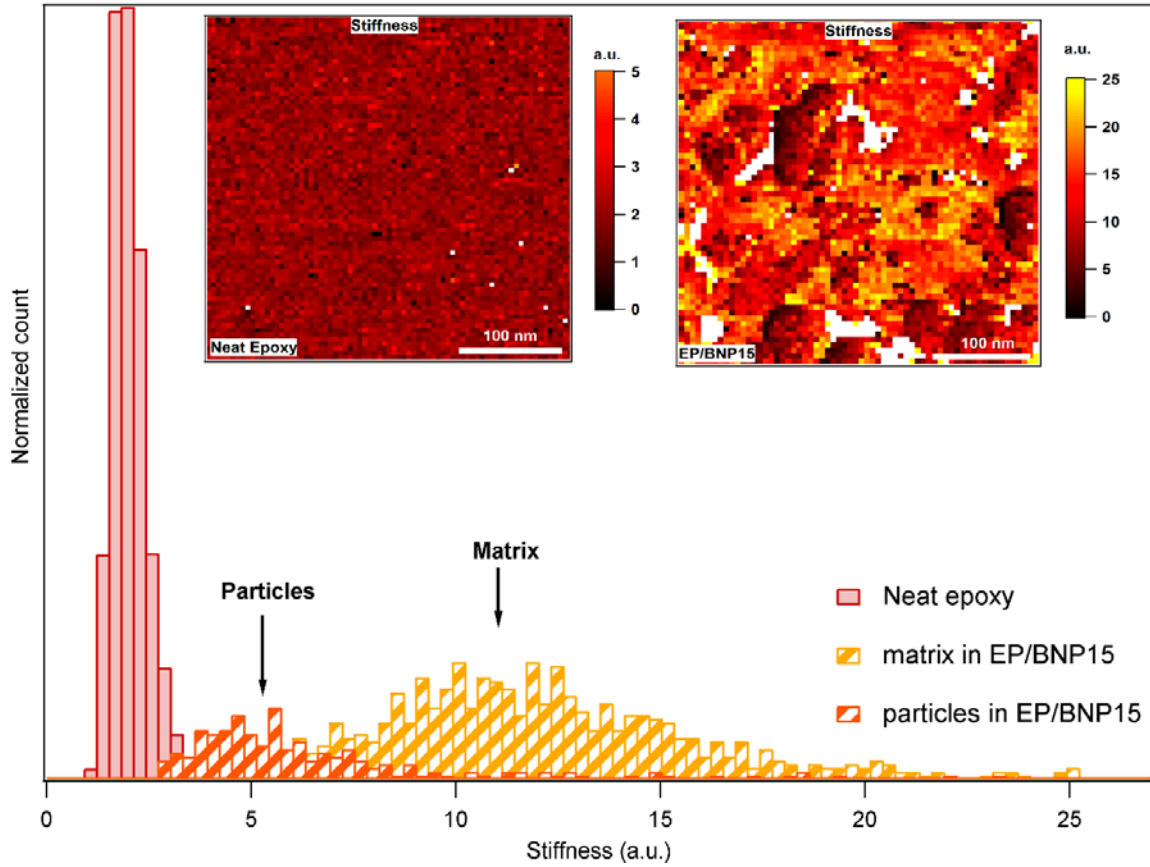 Stiffness
a.u.
5
4
3
2
1
0
100 nm
Neat Epoxy
Stiffness
a.u.
25
20
15
10
5
0
100 nm
EP/BNP15
Normalized count
Particles
Matrix
Neat epoxy
matrix in EP/BNP15
particles in EP/BNP15
0 5 10 15 20 25
Stiffness (a.u.)